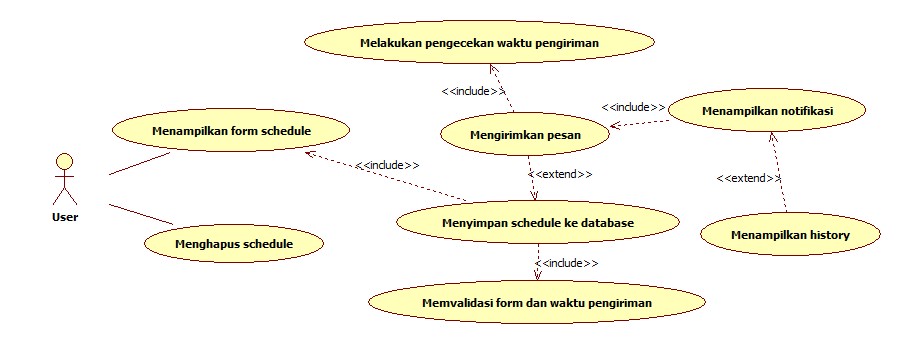 Melakukan pengecekan waktu pengiriman
<<include>>
Menampilkan notifikasi
<<include>>
Menampilkan form schedule
Mengirimkan pesan
<<include>>
<<extend>>
<<extend>>
User
Menyimpan schedule ke database
Menampilkan history
Menghapus schedule
<<include>>
Memvalidasi form dan waktu pengiriman